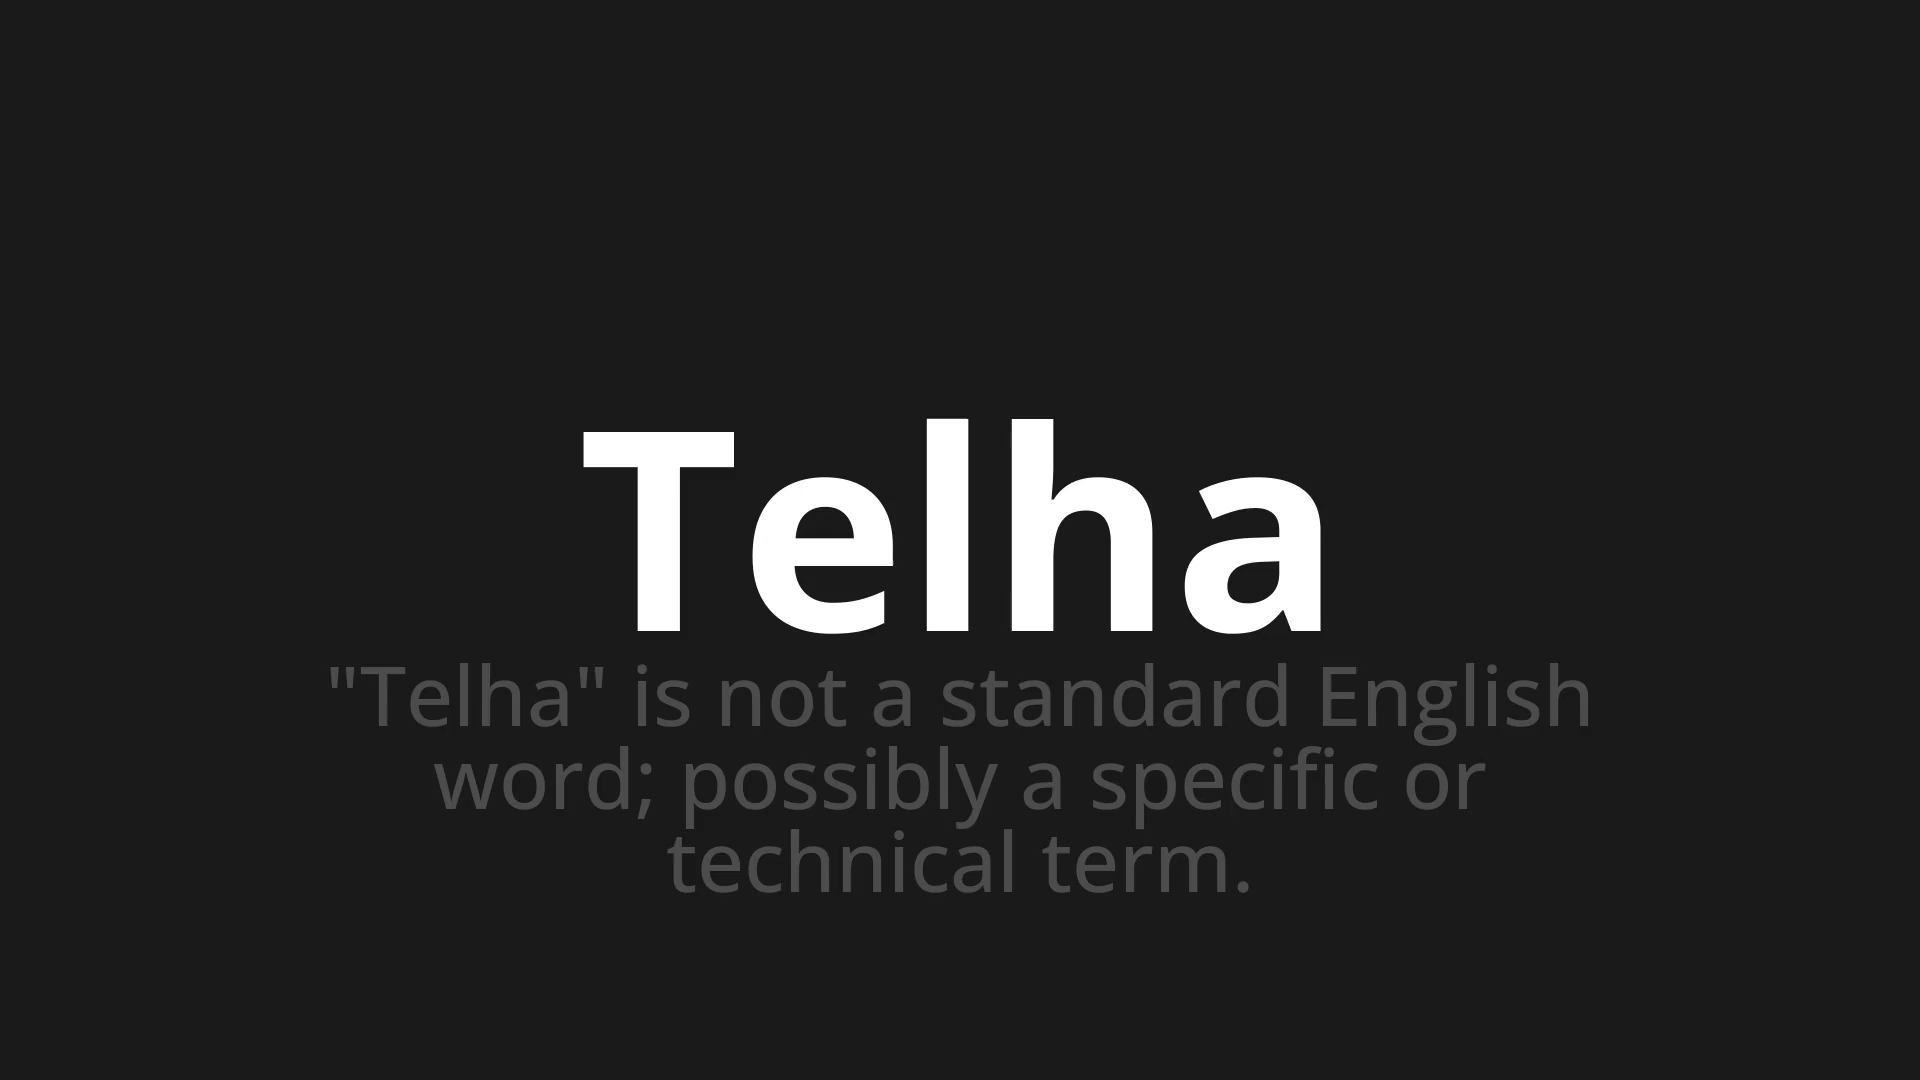 Telha
"Telha" is not a standard English
word; possibly a specific or
technical term.